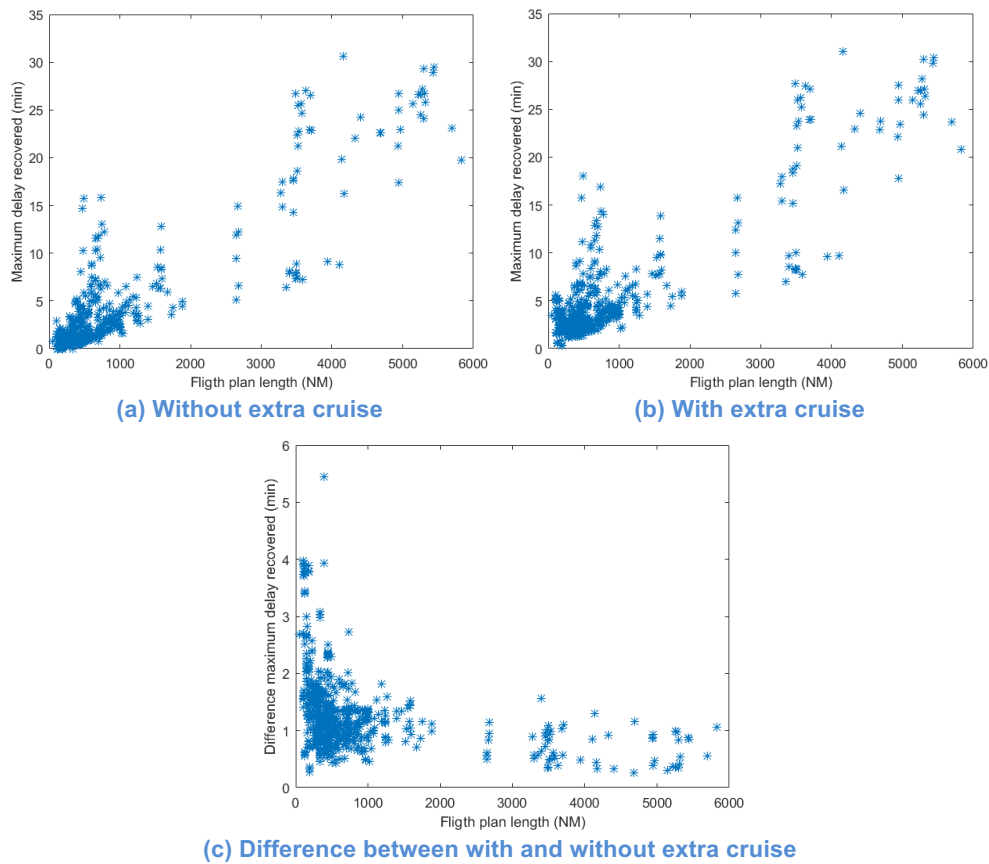 35
30
25
20
15
10
5
0
0 1000 2000 3000 4000 5000 6000
Maximum delay recovered (min)
Fligth plan length (NM)
(a) Without extra cruise
35
30
25
20
15
10
5
0
0 1000 2000 3000 4000 5000 6000
Maximum delay recovered (min)
Fligth plan length (NM)
(b) With extra cruise
6
5
4
3
2
1
0
0 1000 2000 3000 4000 5000 6000
Difference maximum delay recovered (min)
Fligth plan length (NM)
(c) Difference between with and without extra cruise